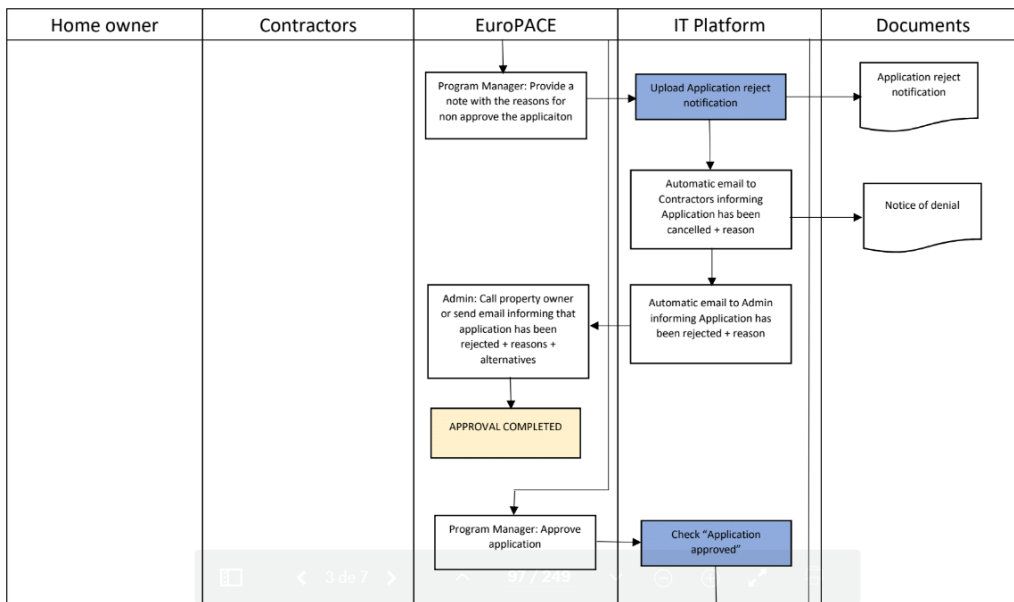 Home owner
Contractors
EuroPACE
IT Platform
Documents
Program Manager: Provide a
note with the reasons for
non approve the applicaiton
Upload Application reject
notification
Application reject
notification
Automatic email to
Contractors informing
Application has been
cancelled + reason
Notice of denial
Admin: Call property owner
or send email informing that
application has been
rejected + reasons +
alternatives
Automatic email to Admin
informing Application has
been rejected + reason
APPROVAL COMPLETED
Program Manager: Approve
application
Check “Application
approved”
3 de 7
97 / 249